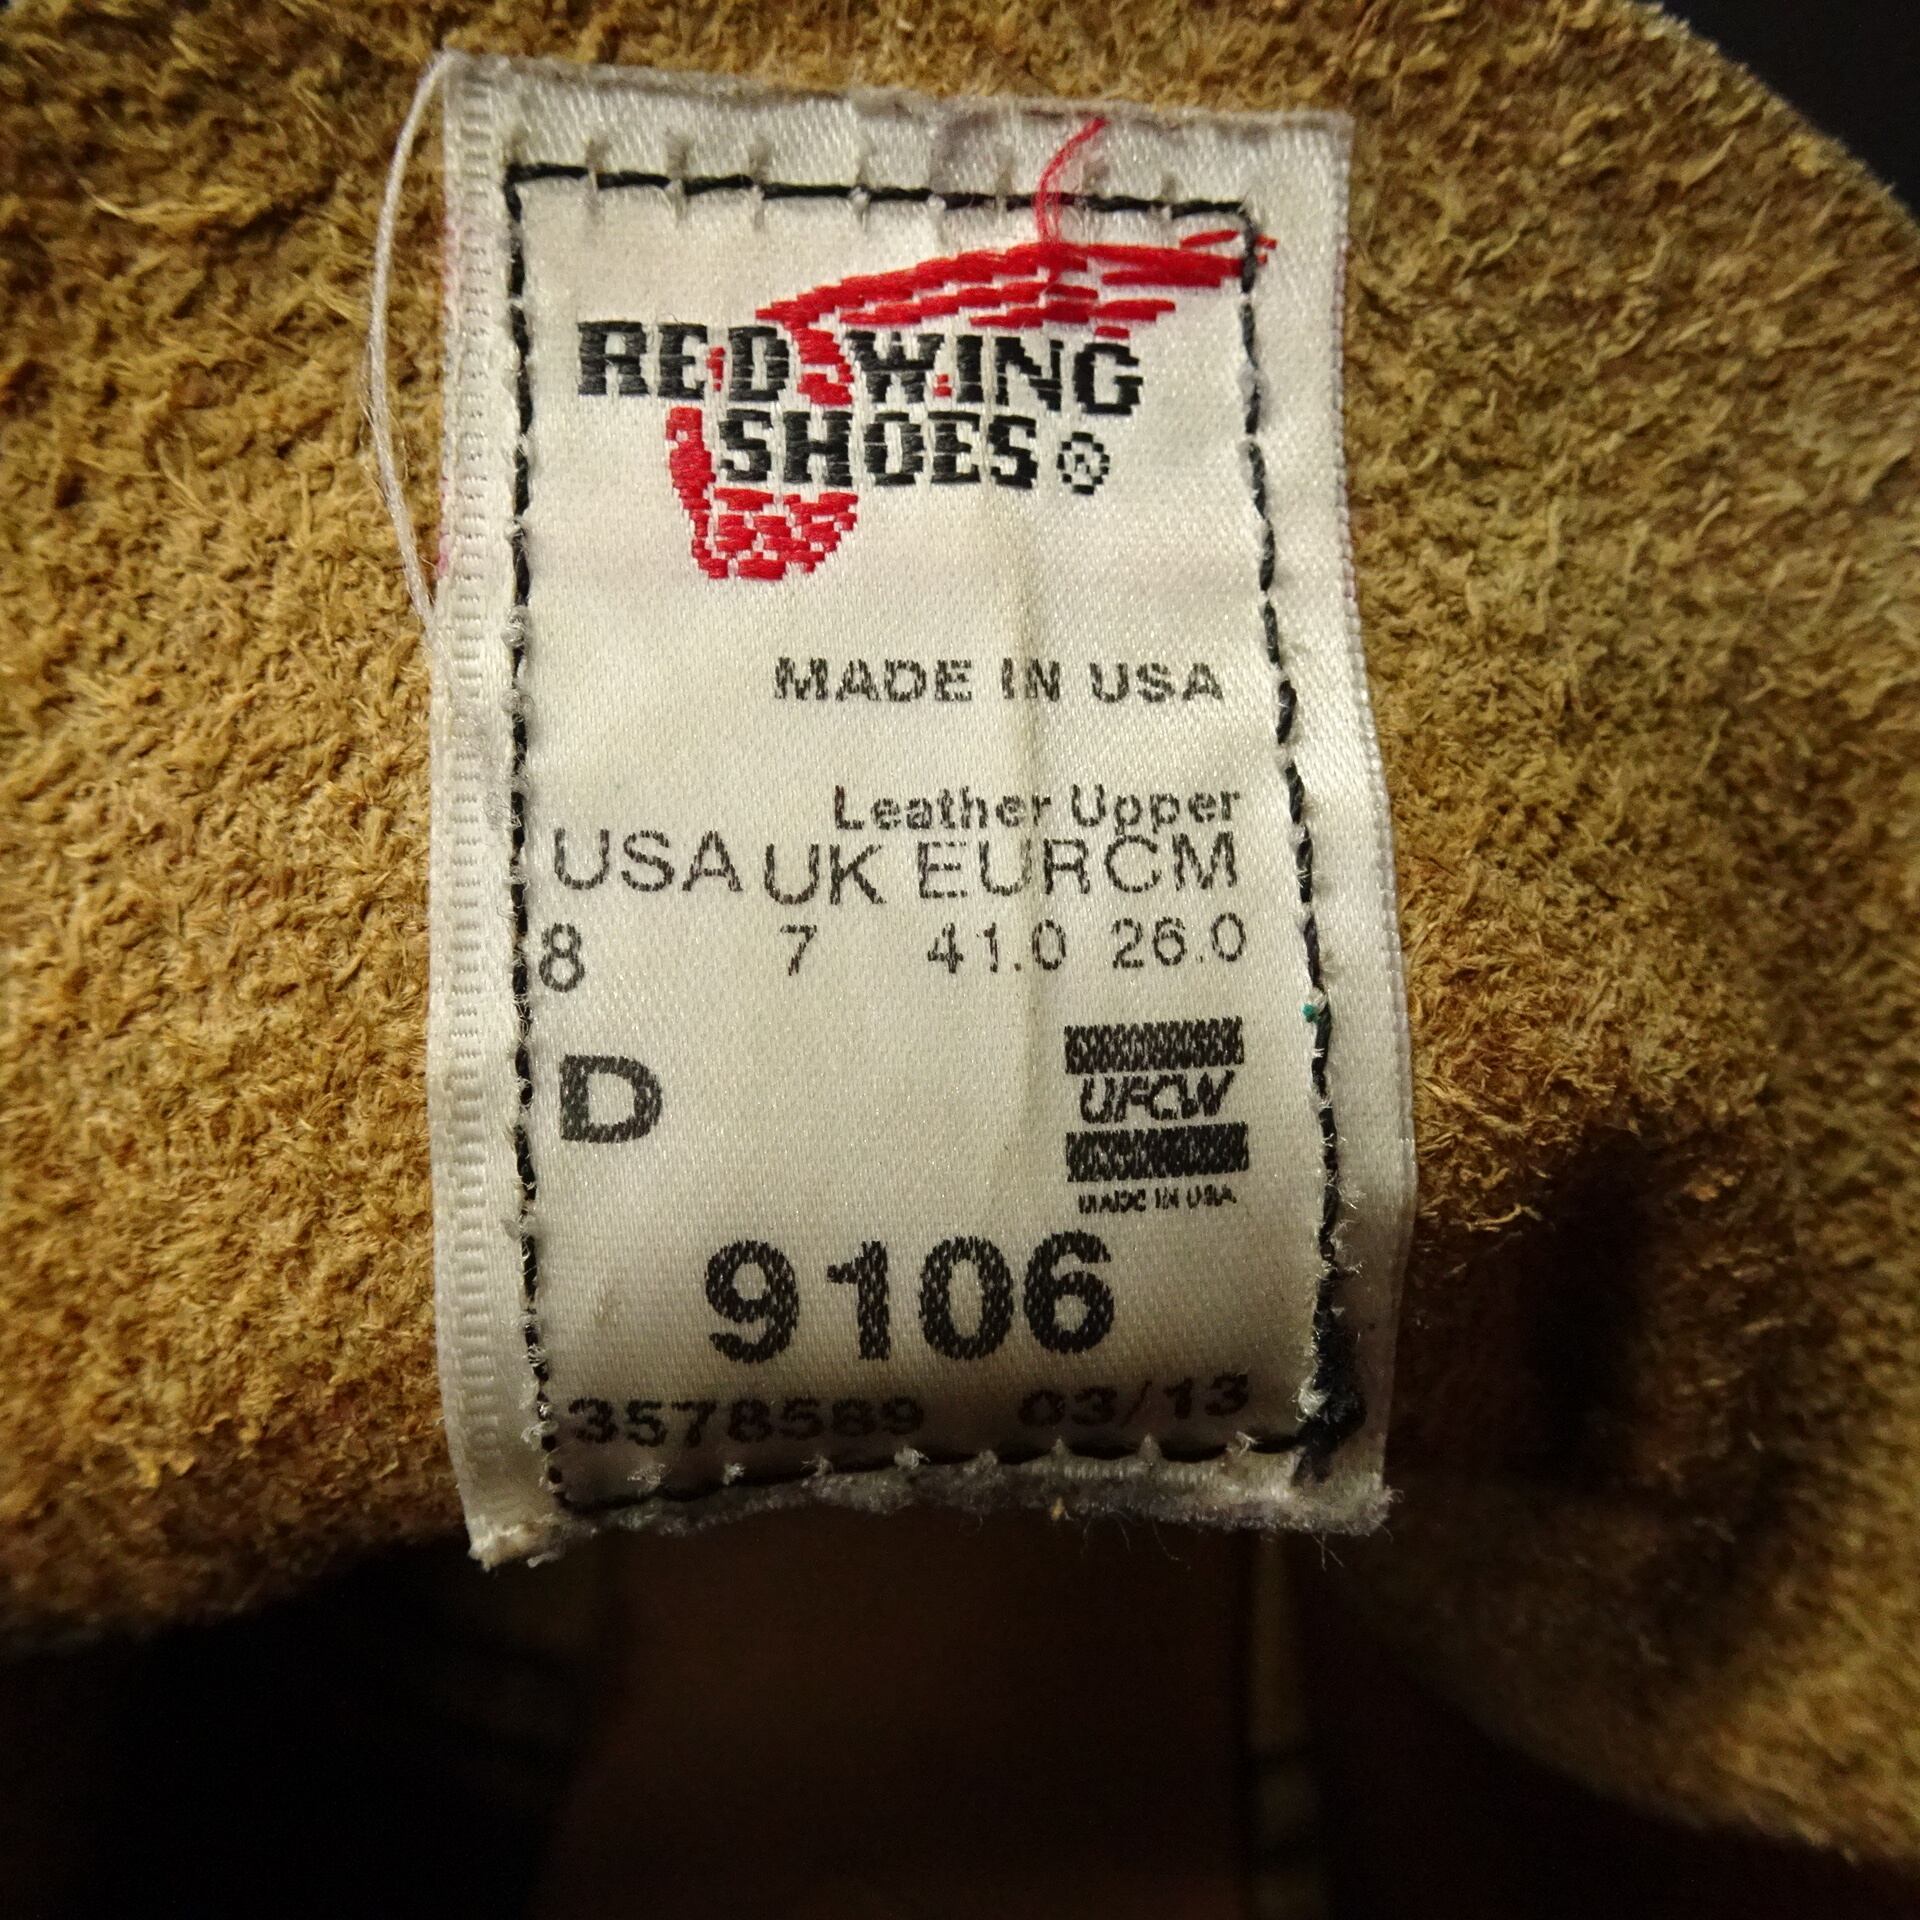 RED WING
SHOES®
MADE IN USA
Leather Upper
USA UK EUR CM
8 7 41.0 26.0
D
UFCW
MADE IN USA
9106
3578589 03/13